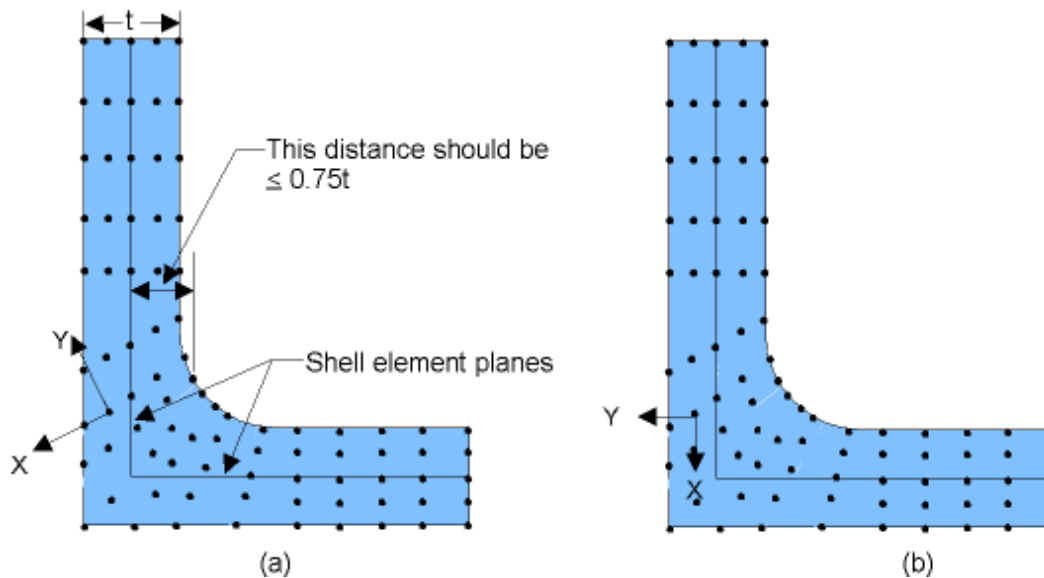 t
This distance should be
≤ 0.75t
Y
Shell element planes
X
Y
X
(a)
(b)